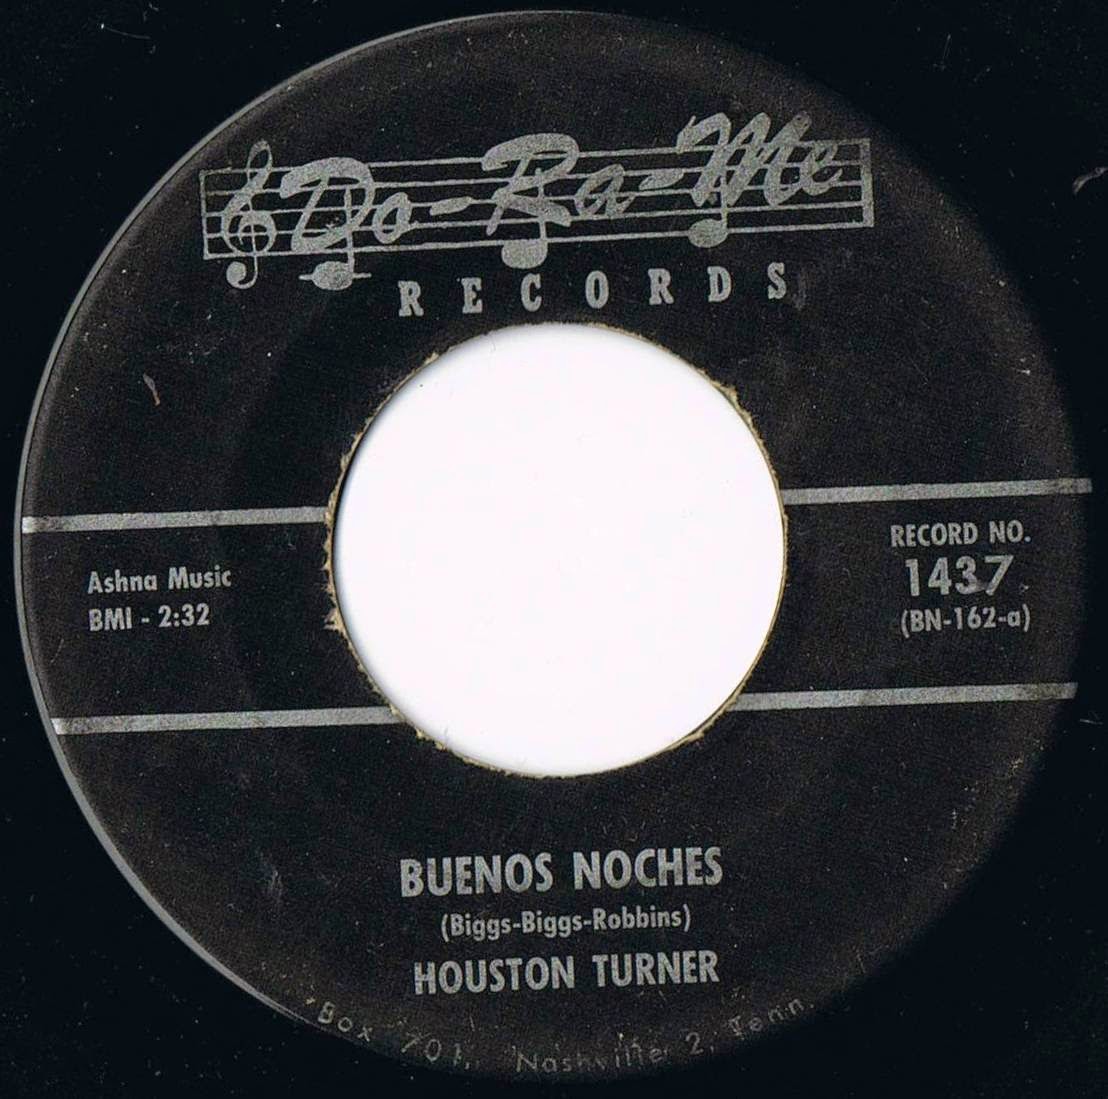 Do-Ra-Me
RECORDS
Ashna Music
BMI - 2:32
RECORD NO.
1437
(BN-162-a)
BUENOS NOCHES
(Biggs-Biggs-Robbins)
HOUSTON TURNER
Box 701, Nashville 2, Tenn.